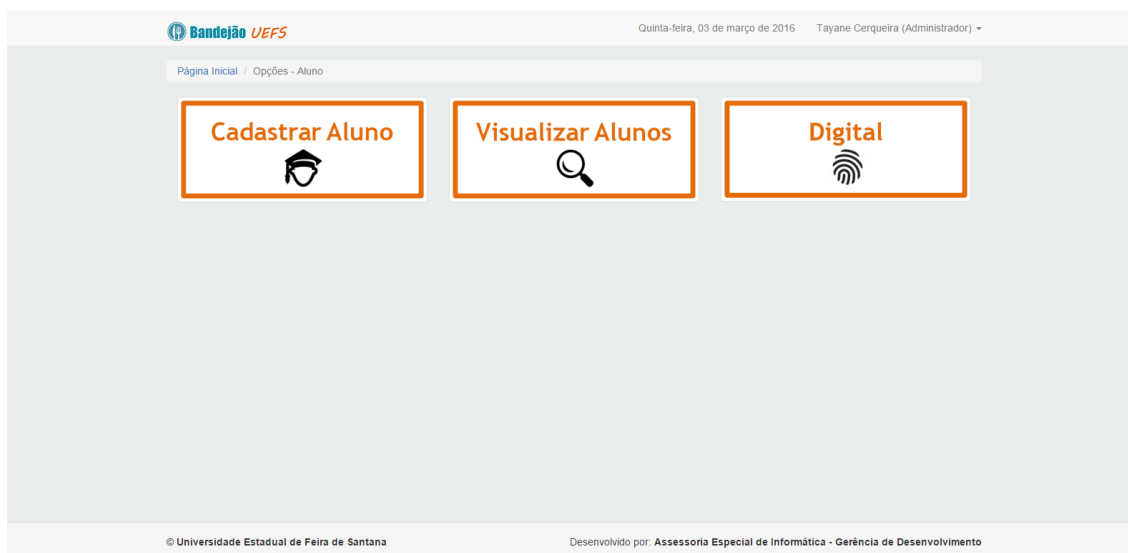 Bandejão UEFS
Quinta-feira, 03 de março de 2016
Tayane Cerqueira (Administrador)
Página Inicial / Opções - Aluno
Cadastrar Aluno
Visualizar Alunos
Digital
© Universidade Estadual de Feira de Santana
Desenvolvido por: Assessoria Especial de Informática - Gerência de Desenvolvimento